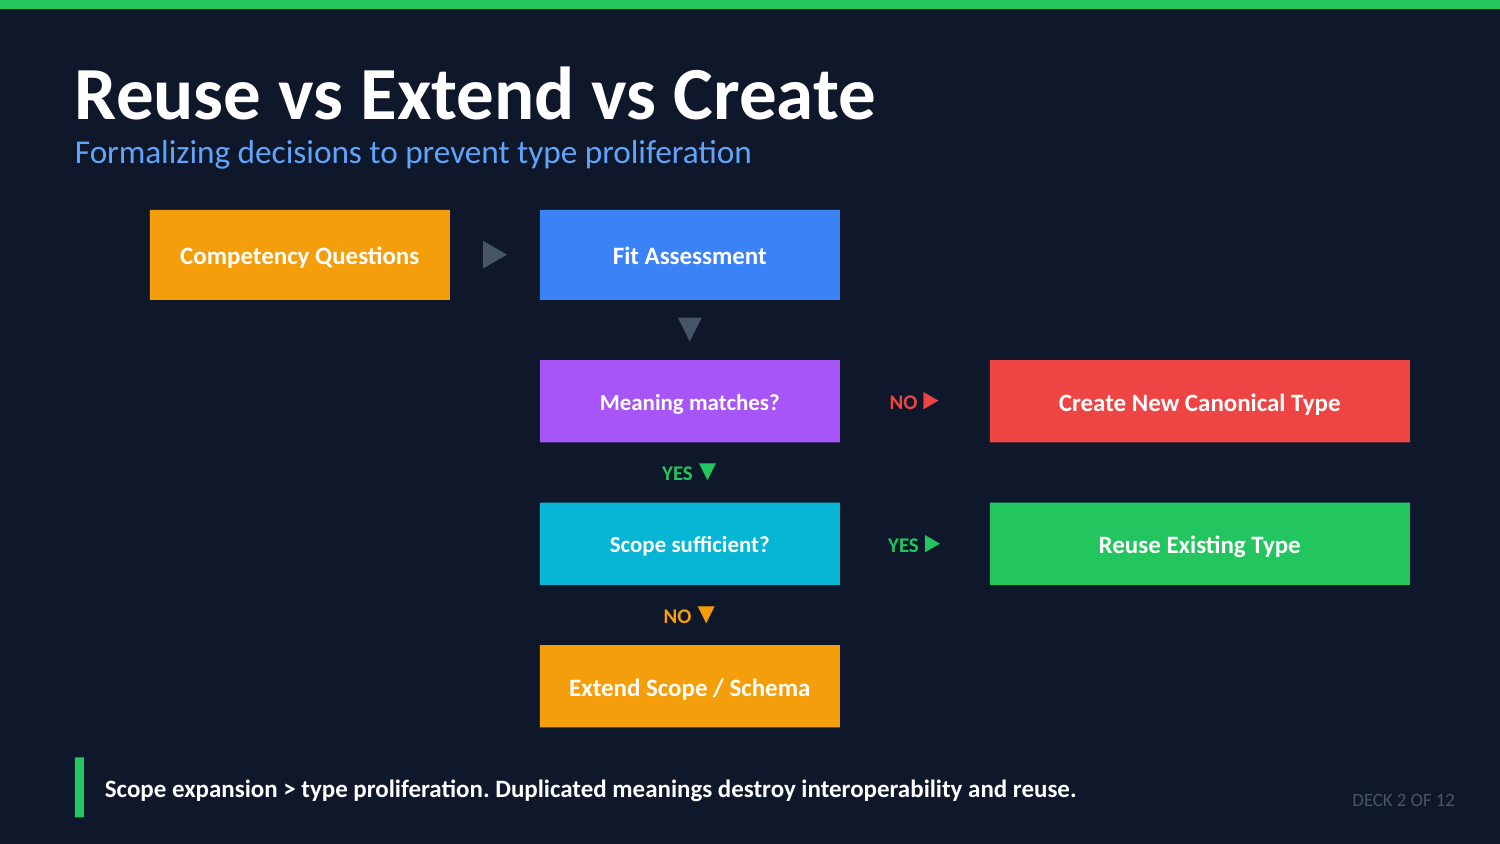 Reuse vs Extend vs Create
Formalizing decisions to prevent type proliferation
Competency Questions
Fit Assessment
Meaning matches?
NO ▶
Create New Canonical Type
YES ▼
Scope sufficient?
YES ▶
Reuse Existing Type
NO ▼
Extend Scope / Schema
Scope expansion > type proliferation. Duplicated meanings destroy interoperability and reuse.
DECK 2 OF 12